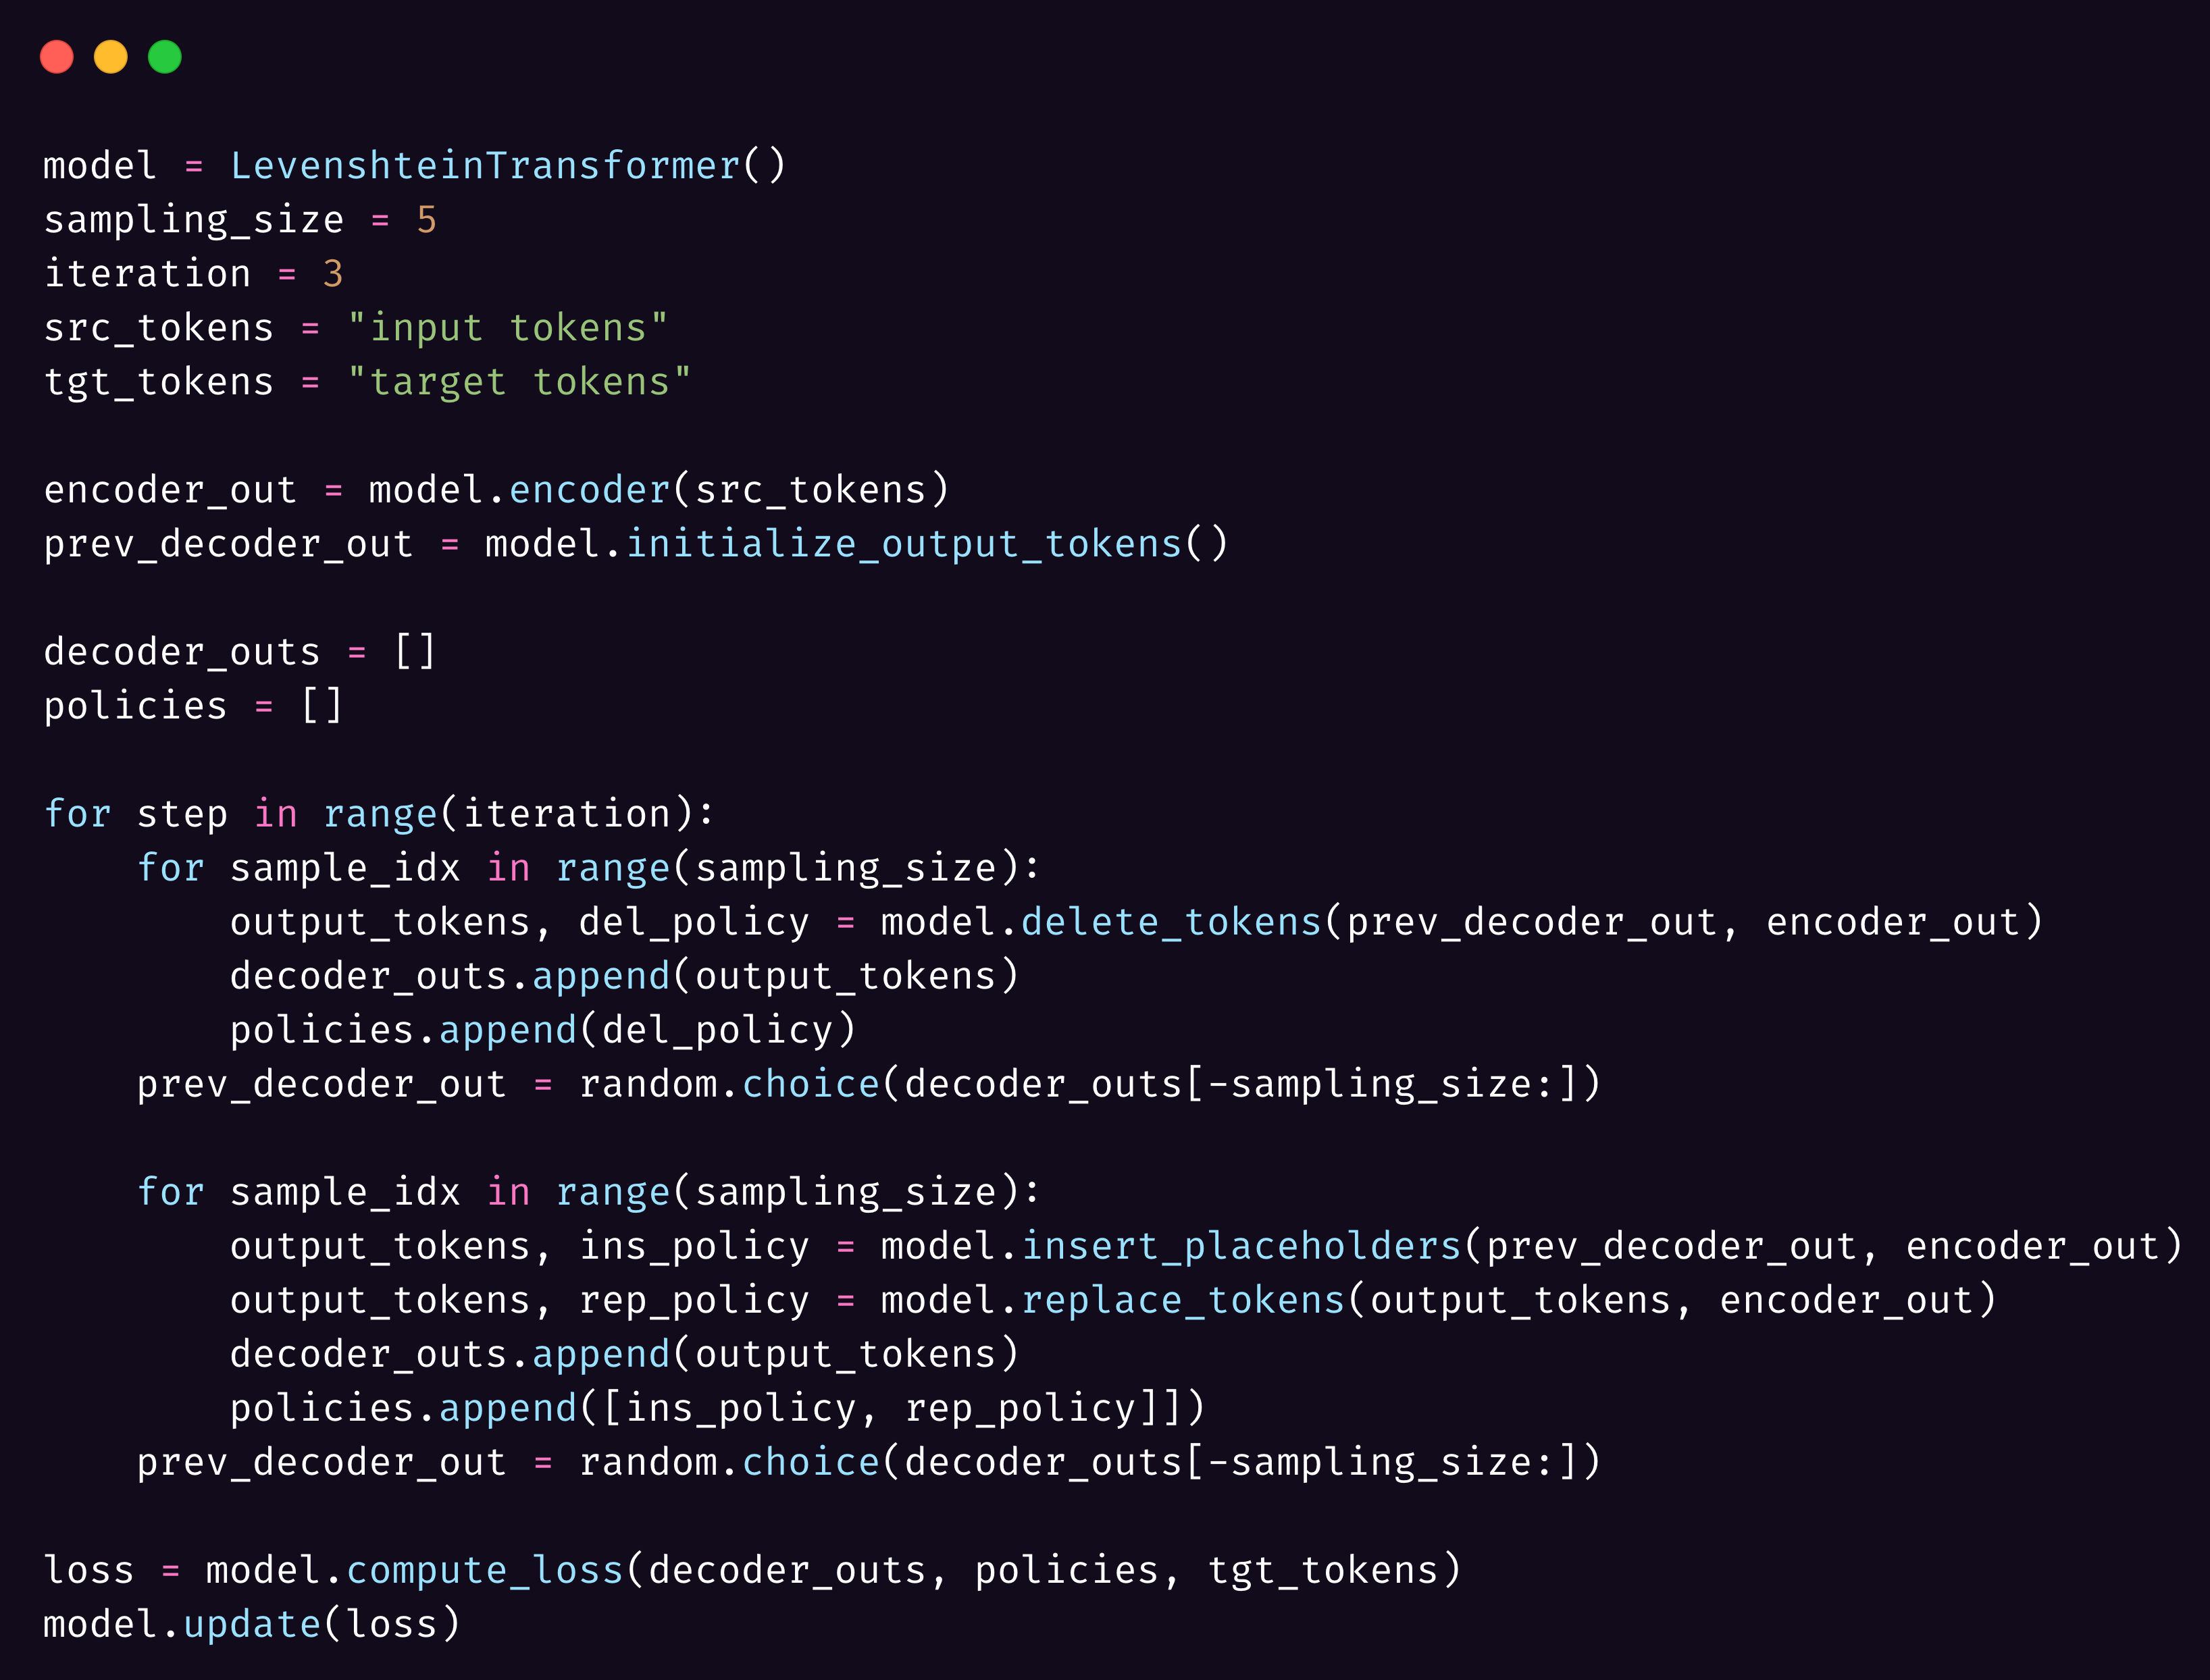 model = LevenshteinTransformer()
sampling_size = 5
iteration = 3
src_tokens = "input tokens"
tgt_tokens = "target tokens"

encoder_out = model.encoder(src_tokens)
prev_decoder_out = model.initialize_output_tokens()

decoder_outs = []
policies = []

for step in range(iteration):
    for sample_idx in range(sampling_size):
        output_tokens, del_policy = model.delete_tokens(prev_decoder_out, encoder_out)
        decoder_outs.append(output_tokens)
        policies.append(del_policy)
    prev_decoder_out = random.choice(decoder_outs[-sampling_size:])

    for sample_idx in range(sampling_size):
        output_tokens, ins_policy = model.insert_placeholders(prev_decoder_out, encoder_out)
        output_tokens, rep_policy = model.replace_tokens(output_tokens, encoder_out)
        decoder_outs.append(output_tokens)
        policies.append([ins_policy, rep_policy]])
    prev_decoder_out = random.choice(decoder_outs[-sampling_size:])

loss = model.compute_loss(decoder_outs, policies, tgt_tokens)
model.update(loss)